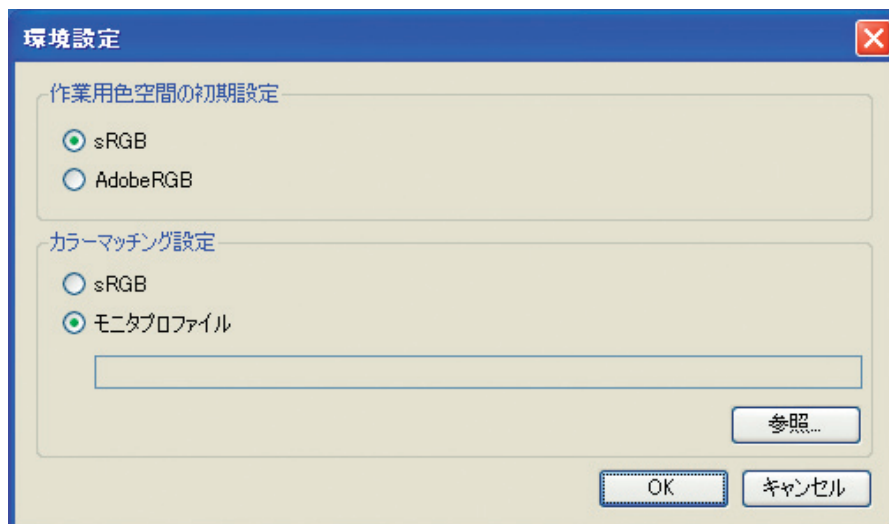 環境設定
作業用色空間の初期設定
sRGB
AdobeRGB
カラーマッチング設定
sRGB
モニタプロファイル
参照...
OK キャンセル